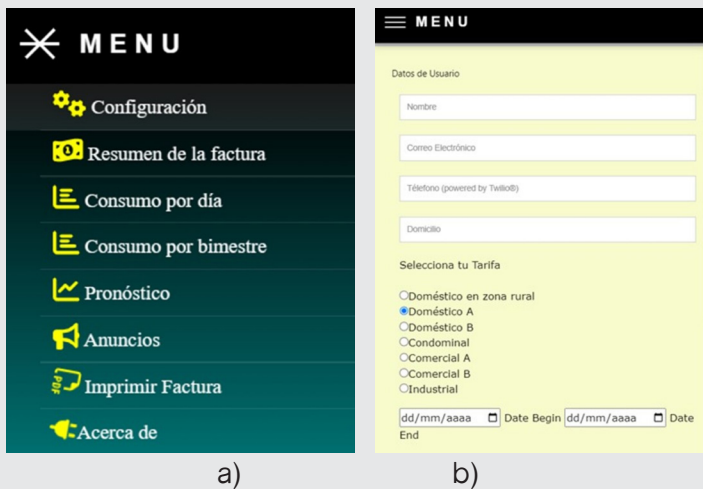 MENU
Configuración
Resumen de la factura
Consumo por día
Consumo por bimestre
Pronóstico
Anuncios
PDF Imprimir Factura
Acerca de
a)
MENU
Datos de Usuario
Nombre
Correo Electrónico
Télefono (powered by Twilio®)
Domicilio
Selecciona tu Tarifa
Doméstico en zona rural
Doméstico A
Doméstico B
Condominal
Comercial A
Comercial B
Industrial
dd/mm/aaaa Date Begin dd/mm/aaaa Date
End
b)